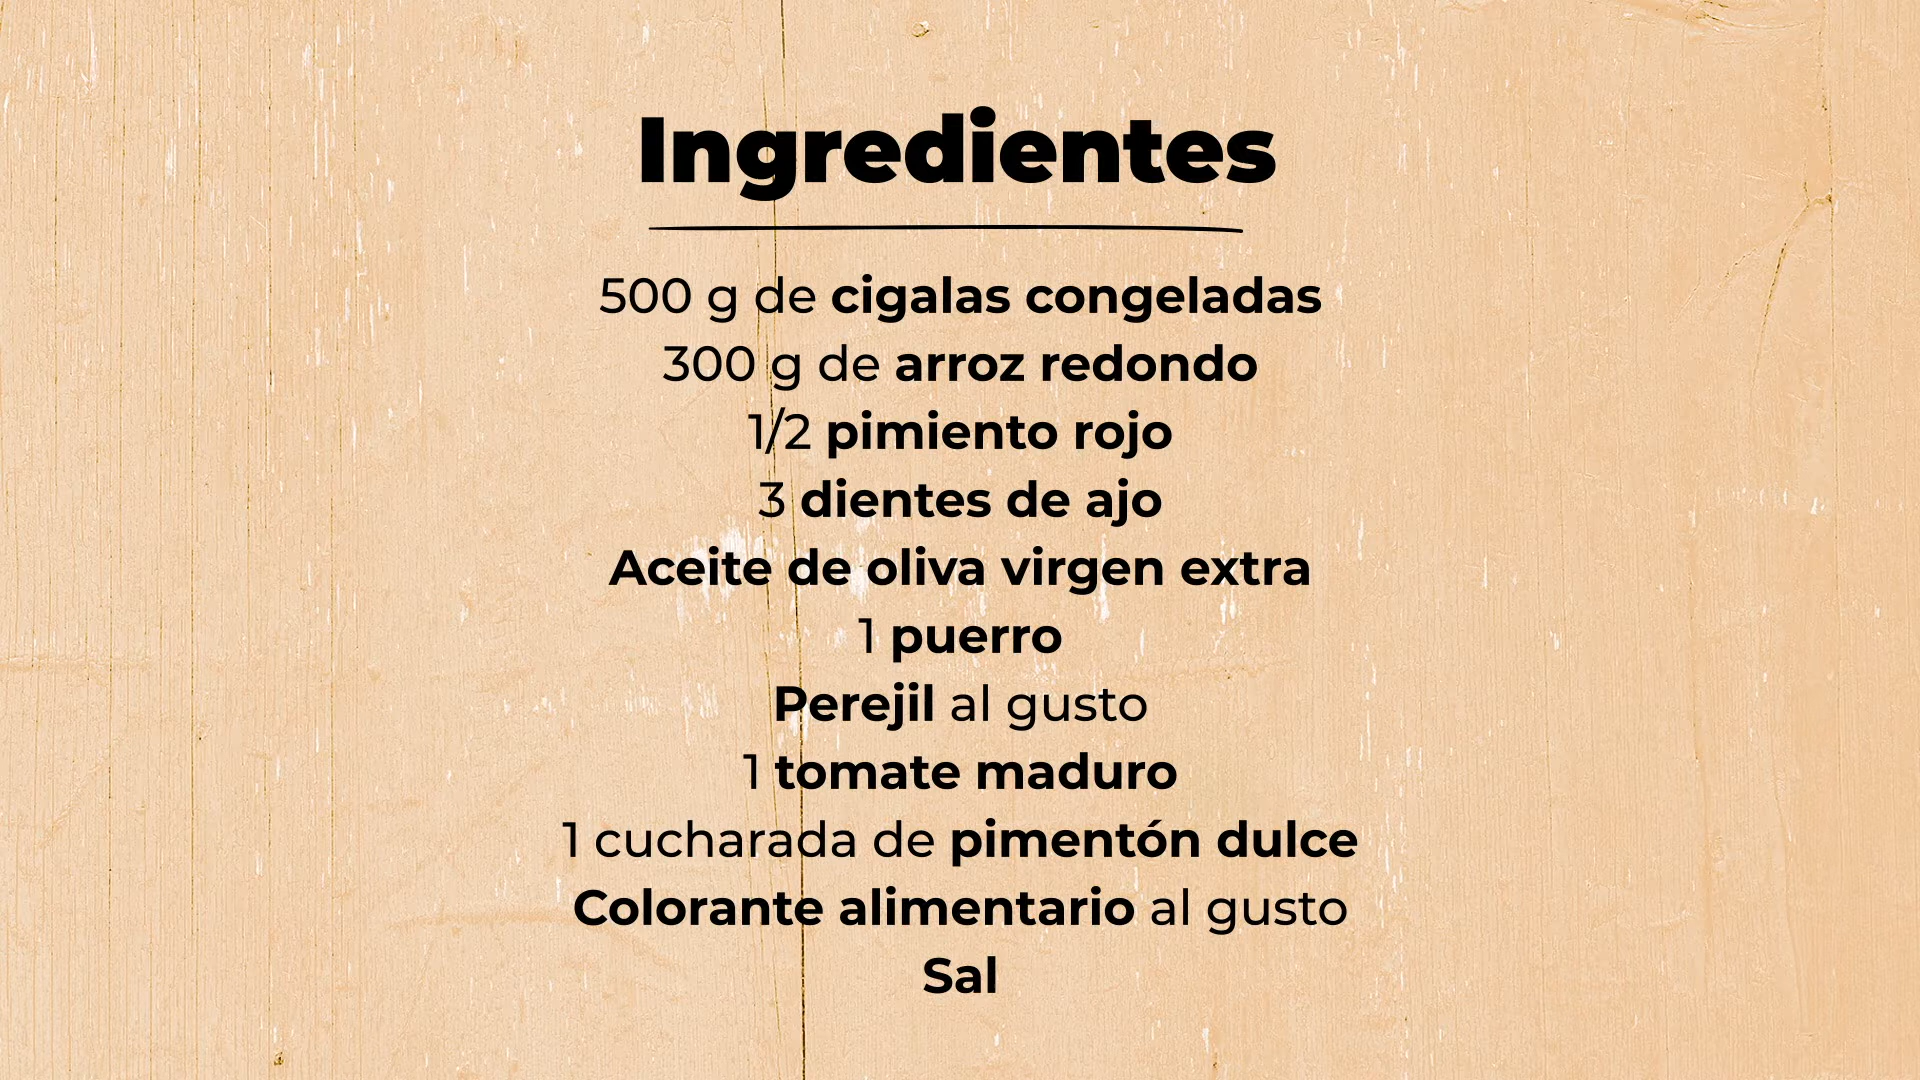 Ingredientes
500 g de cigalas congeladas
300 g de arroz redondo
1/2 pimiento rojo
3 dientes de ajo
Aceite de oliva virgen extra
1 puerro
Perejil al gusto
1 tomate maduro
1 cucharada de pimentón dulce
Colorante alimentario al gusto
Sal